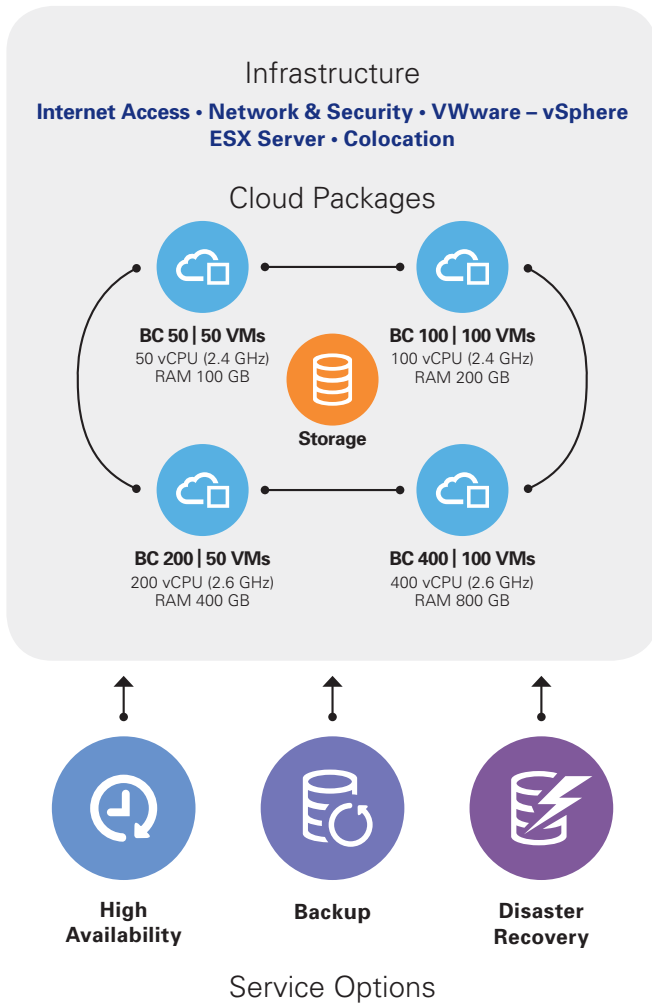 Infrastructure
Internet Access • Network & Security • VWware – vSphere
ESX Server • Colocation
Cloud Packages
BC 50 | 50 VMs
50 vCPU (2.4 GHz)
RAM 100 GB
BC 100 | 100 VMs
100 vCPU (2.4 GHz)
RAM 200 GB
Storage
BC 200 | 50 VMs
200 vCPU (2.6 GHz)
RAM 400 GB
BC 400 | 100 VMs
400 vCPU (2.6 GHz)
RAM 800 GB
High
Availability
Backup
Disaster
Recovery
Service Options